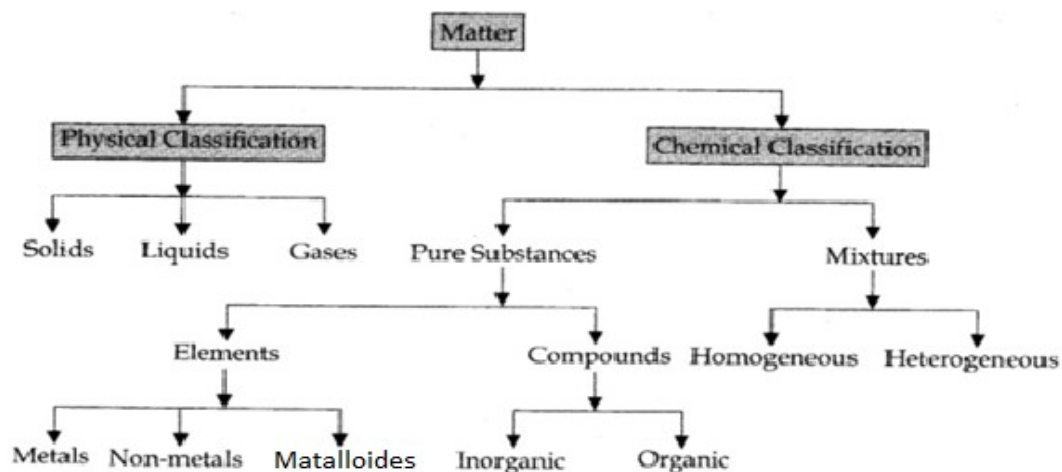 Matter
Physical Classification
Chemical Classification
Solids
Liquids
Gases
Pure Substances
Mixtures
Elements
Compounds
Homogeneous
Heterogeneous
Metals
Non-metals
Matalloides
Inorganic
Organic